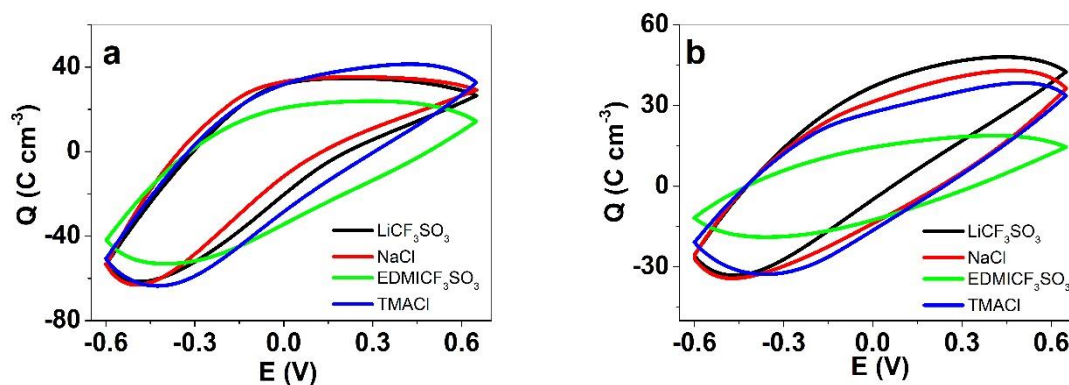 a
Q (C cm⁻³)
40
0
-40
-80
LiCF₃SO₃
NaCl
EDMICF₃SO₃
TMACl
-0.6 -0.3 0.0 0.3 0.6
E (V)
b
Q (C cm⁻³)
60
30
0
-30
LiCF₃SO₃
NaCl
EDMICF₃SO₃
TMACl
-0.6 -0.3 0.0 0.3 0.6
E (V)